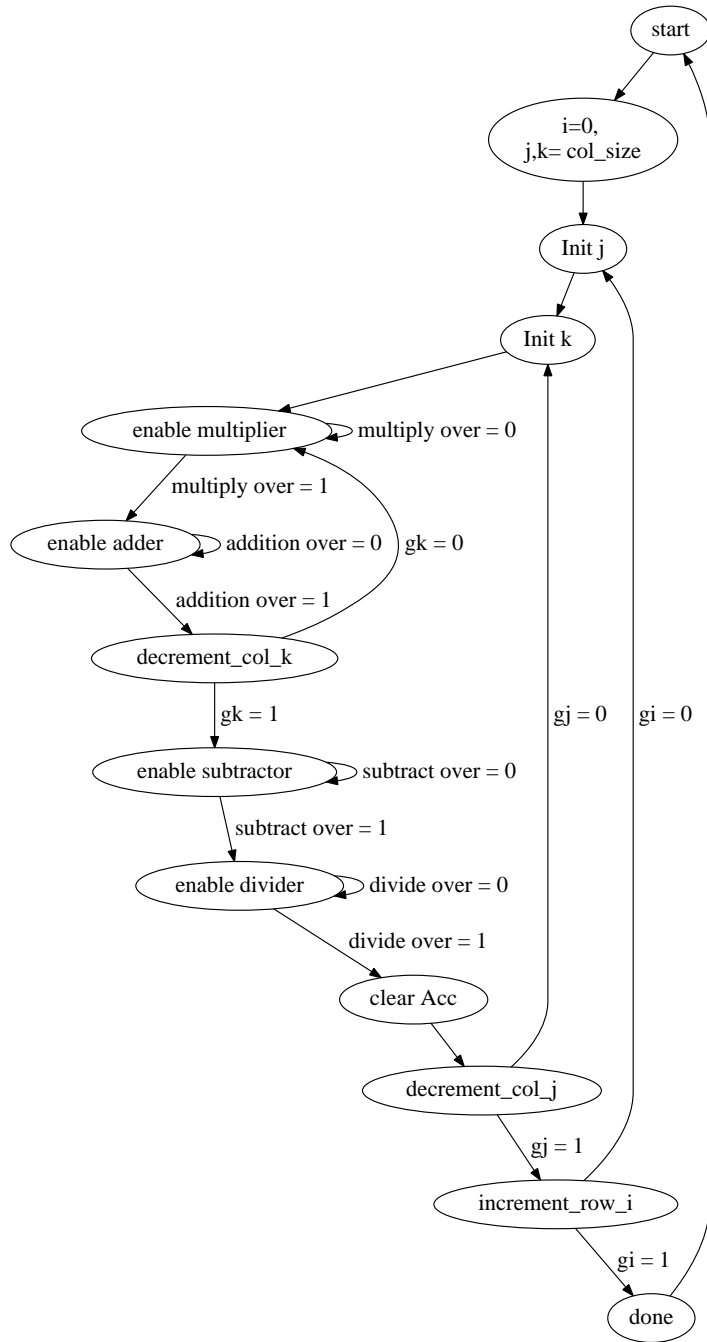 start
i=0,
j,k= col_size
Init j
Init k
enable multiplier
multiply over = 0
multiply over = 1
enable adder
addition over = 0
gk = 0
addition over = 1
decrement_col_k
gk = 1
gj = 0
gi = 0
enable subtractor
subtract over = 0
subtract over = 1
enable divider
divide over = 0
divide over = 1
clear Acc
decrement_col_j
gj = 1
increment_row_i
gi = 1
done